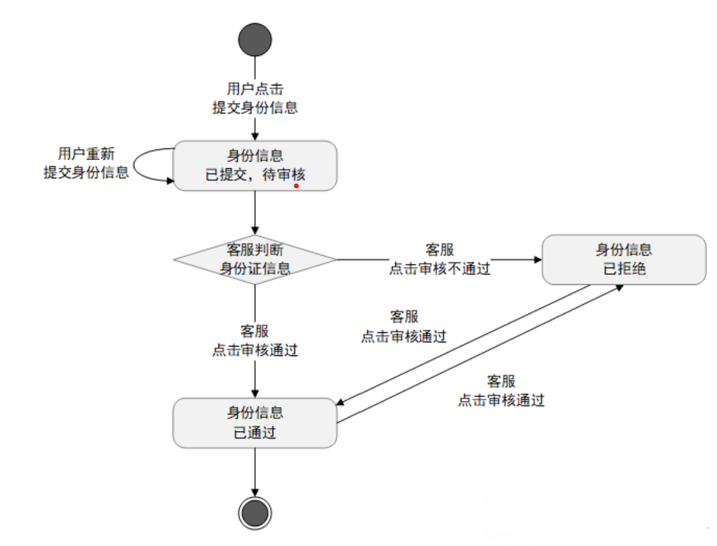 用户点击
提交身份信息
用户重新
提交身份信息
身份信息
已提交，待审核
客服判断
身份证信息
客服
点击审核不通过
身份信息
已拒绝
客服
点击审核通过
客服
点击审核通过
客服
点击审核通过
身份信息
已通过